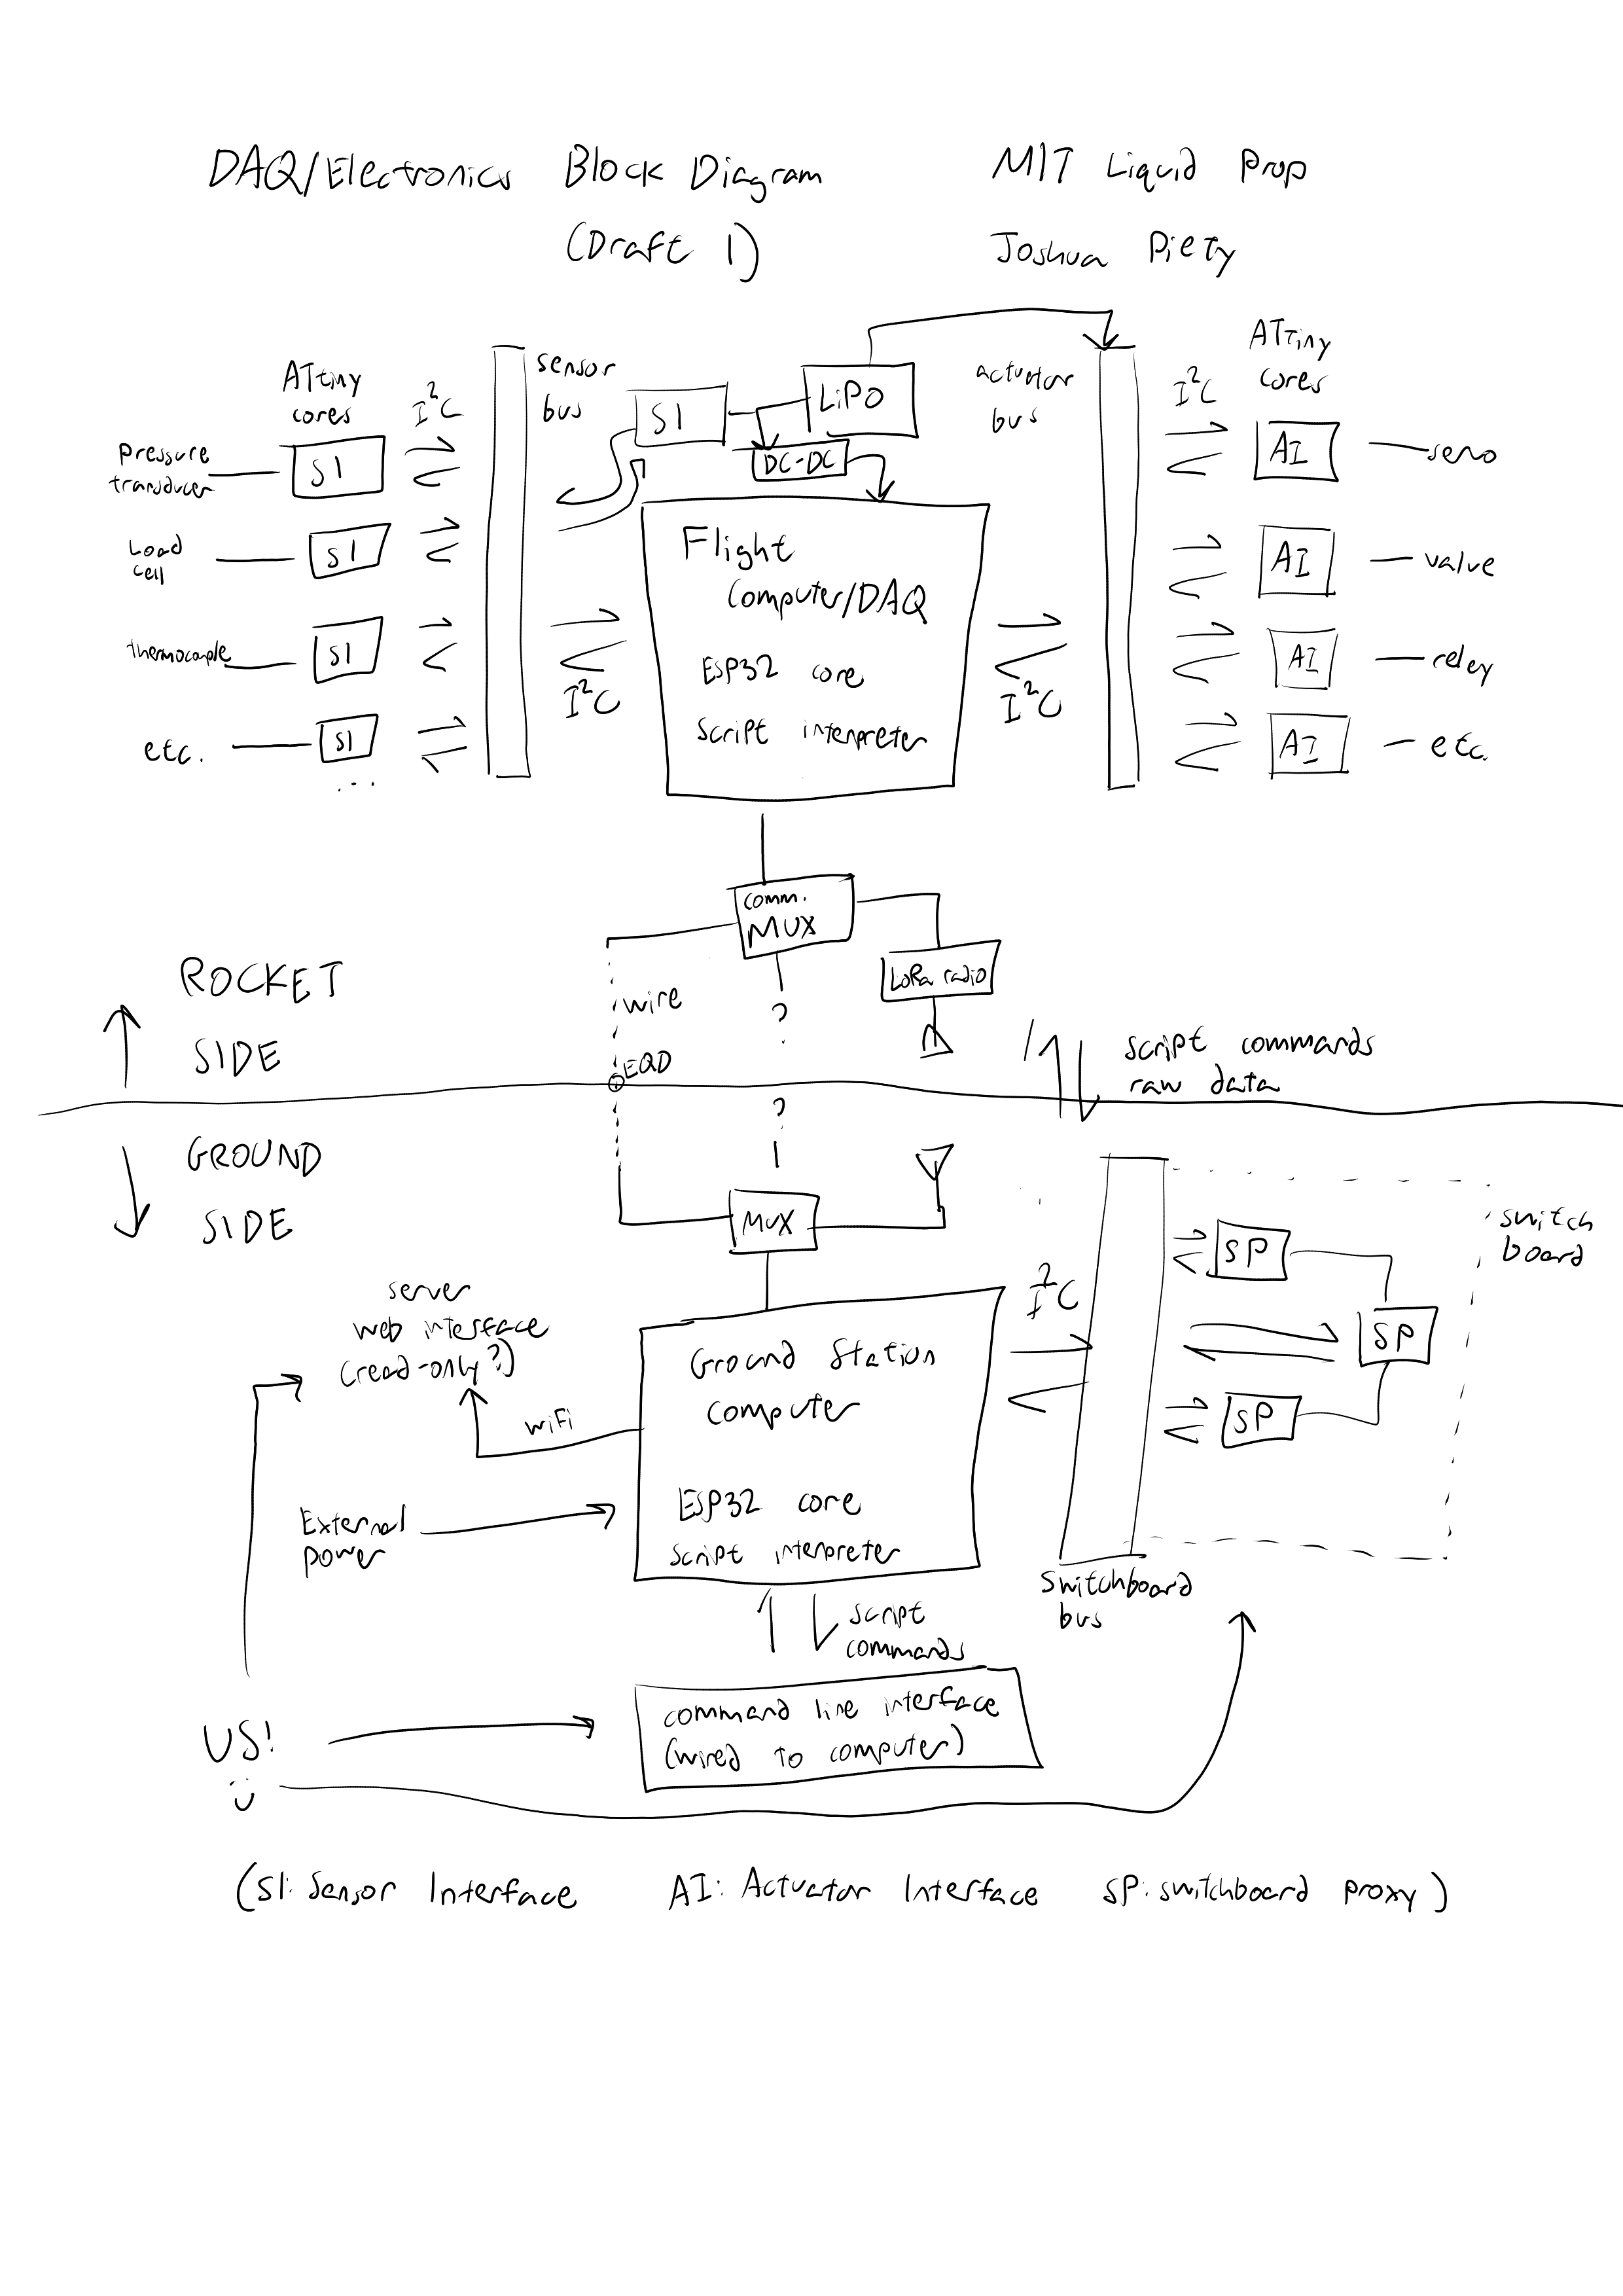 DAQ/Electronics Block Diagram
(Draft 1)
MIT Liquid Prop
Joshua Piety
ATtiny
cores
I²C
sensor
bus
SI
LiPO
DC-DC
actuator
bus
I²C
ATtiny
cores
Pressure
transducer
SI
Load
cell
SI
thermocouple
SI
etc.
SI
...
I²C
Flight
Computer/DAQ
ESP32 core
script interpreter
I²C
AI
servo
AI
valve
AI
relay
AI
etc.
comm.
MUX
LoRa radio
wire
?
EQD
ROCKET
SIDE
script commands
raw data
GROUND
SIDE
?
MUX
server
web interface
(read-only?)
WiFi
External
power
Ground Station
Computer
ESP32 core
script interpreter
I²C
SP
SP
SP
switch
board
Switchboard
bus
script
commands
command line interface
(wired to computer)
US!
(SI: Sensor Interface AI: Actuator Interface SP: switchboard proxy)